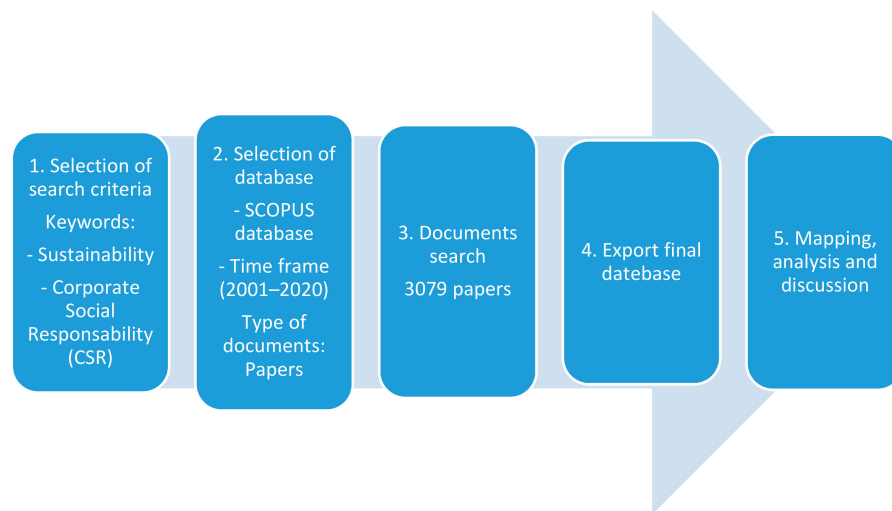 1. Selection of
search criteria
Keywords:
- Sustainability
- Corporate
Social
Responsability
(CSR)
2. Selection of
database
- SCOPUS
database
- Time frame
(2001–2020)
Type of
documents:
Papers
3. Documents
search
3079 papers
4. Export final
datebase
5. Mapping,
analysis and
discussion